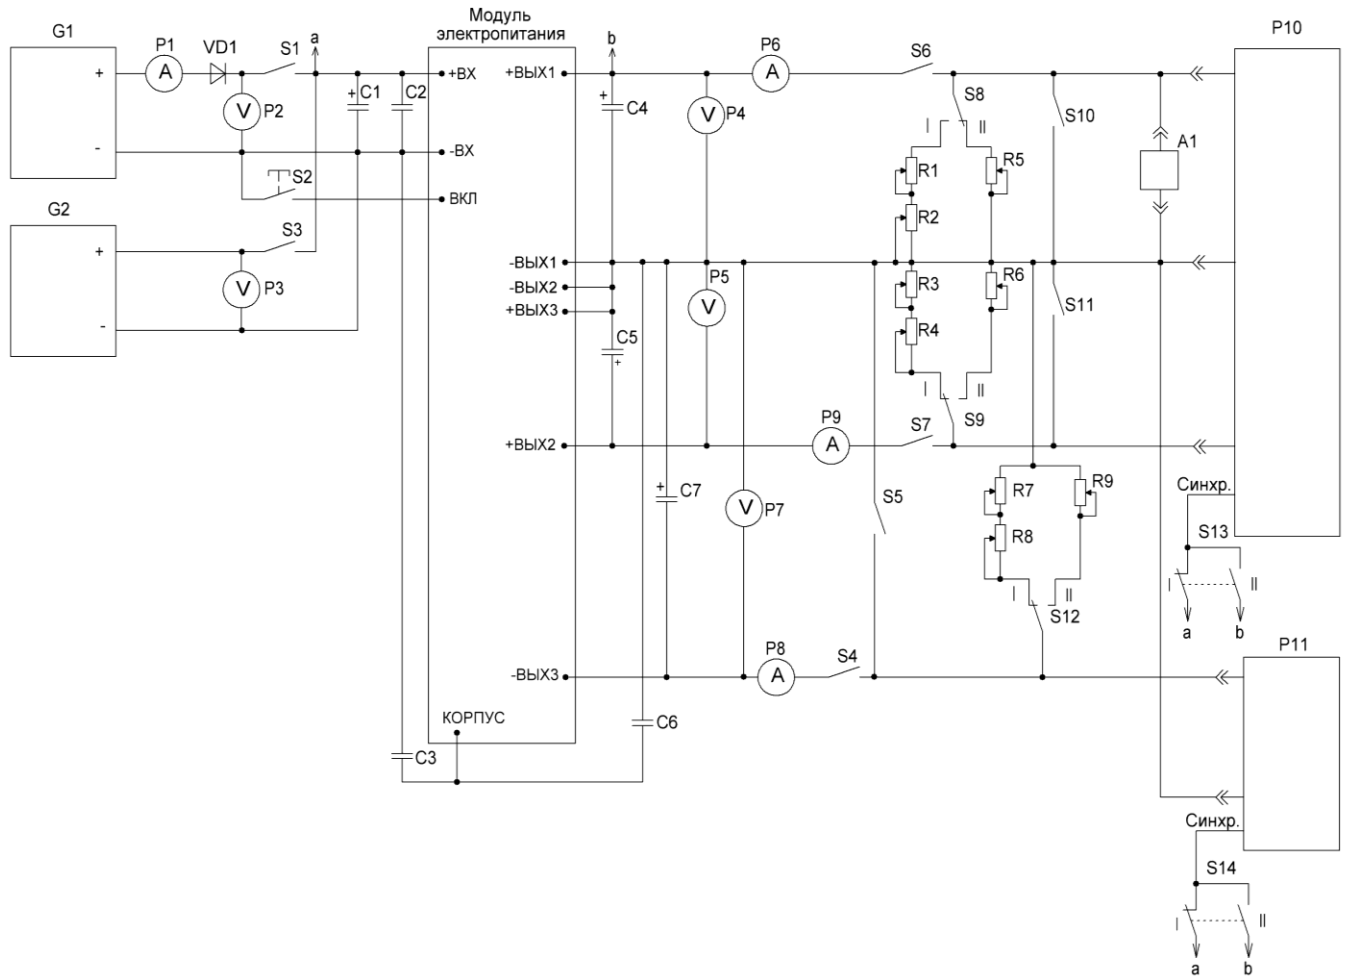 Модуль
электропитания
G1
P1
A
VD1
S1
a
b
P6
A
S6
P10
+
+ВХ
+ВЫХ1
V
P2
+
C1
C2
+
C4
V
P4
S8
S10
I
II
A1
-
-ВХ
S2
R1
R5
ВКЛ
R2
G2
+
S3
-ВЫХ1
V
P3
-ВЫХ2
P5
V
R3
R6
S11
+ВЫХ3
-
C5
+
R4
I
II
P9
A
S7
S9
+ВЫХ2
+
C7
V
P7
S5
R7
R9
Синхр.
R8
S13
I
II
I
II
S12
a
b
P8
A
S4
P11
-ВЫХ3
КОРПУС
C6
C3
Синхр.
S14
I
II
a
b